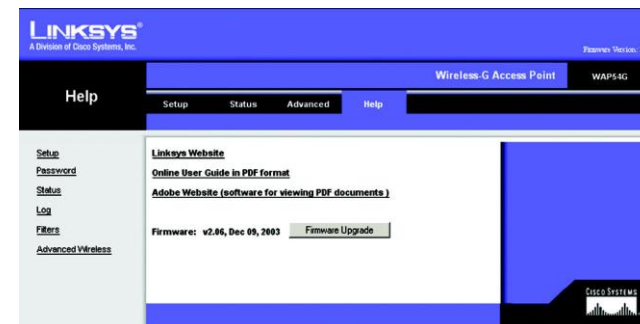 LINKSYS®
A Division of Cisco Systems, Inc.
Firmware Version:
Wireless-G Access Point
WAP54G
Help
Setup
Status
Advanced
Help
Setup
Password
Status
Log
Filters
Advanced Wireless
Linksys Website
Online User Guide in PDF format
Adobe Website (software for viewing PDF documents )
Firmware: v2.06, Dec 09, 2003
Firmware Upgrade
CISCO SYSTEMS